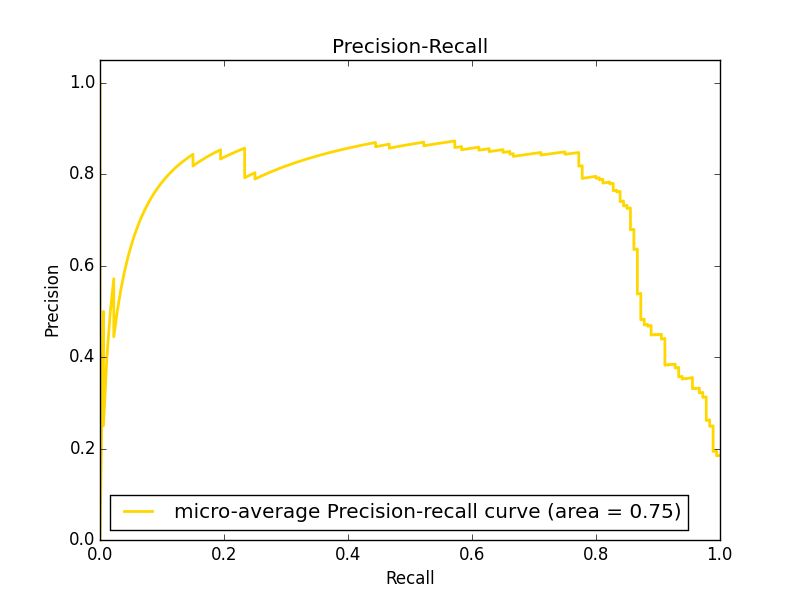 Precision-Recall
1.0
0.8
0.6
0.4
0.2
0.0
Precision
micro-average Precision-recall curve (area = 0.75)
0.0 0.2 0.4 0.6 0.8 1.0
Recall